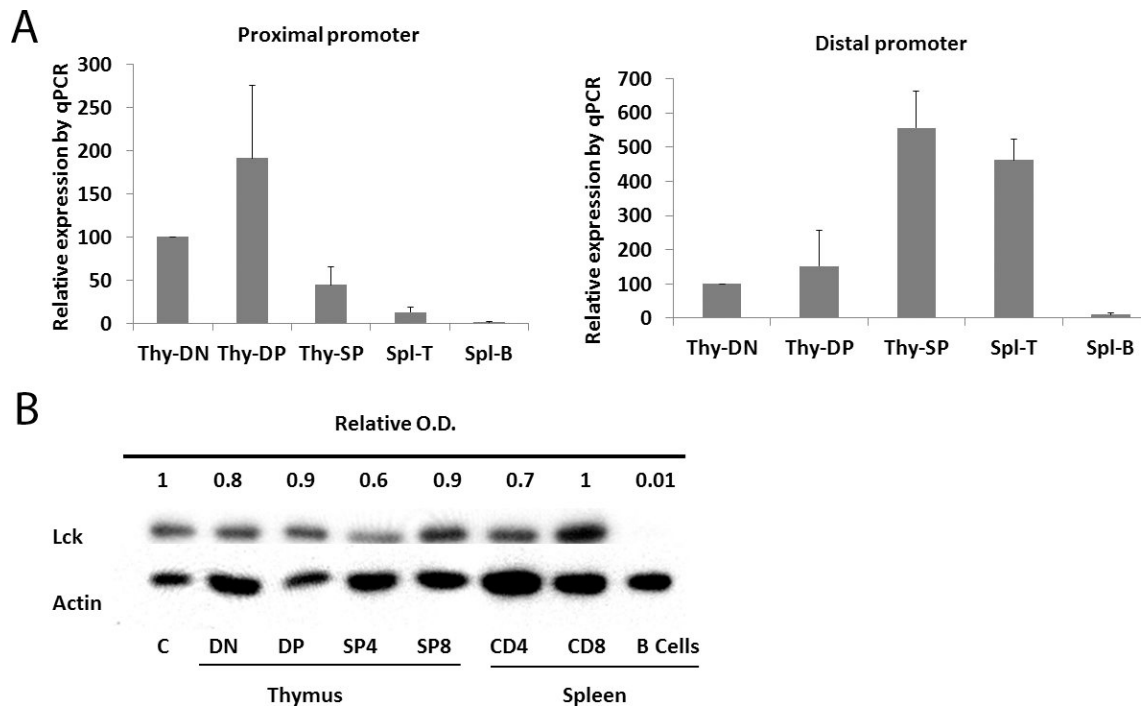 A
Proximal promoter
Relative expression by qPCR
300
250
200
150
100
50
0
Thy-DN Thy-DP Thy-SP Spl-T Spl-B
Distal promoter
Relative expression by qPCR
700
600
500
400
300
200
100
0
Thy-DN Thy-DP Thy-SP Spl-T Spl-B
B
Relative O.D.
1 0.8 0.9 0.6 0.9 0.7 1 0.01
Lck
Actin
C DN DP SP4 SP8 CD4 CD8 B Cells
Thymus Spleen